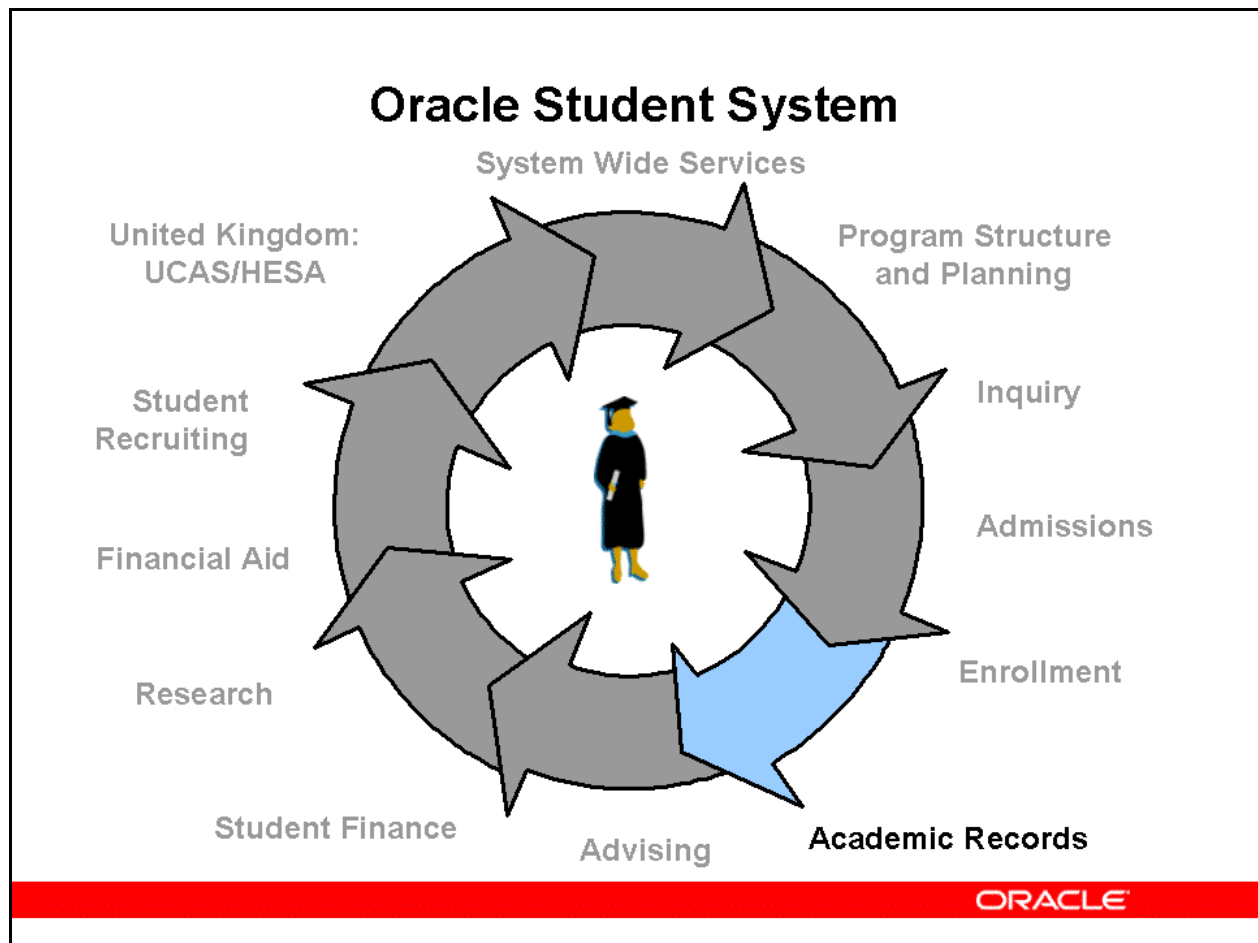 Oracle Student System
System Wide Services
United Kingdom:
UCAS/HESA
Program Structure
and Planning
Student
Recruiting
Inquiry
Financial Aid
Admissions
Research
Enrollment
Student Finance
Advising
Academic Records
ORACLE